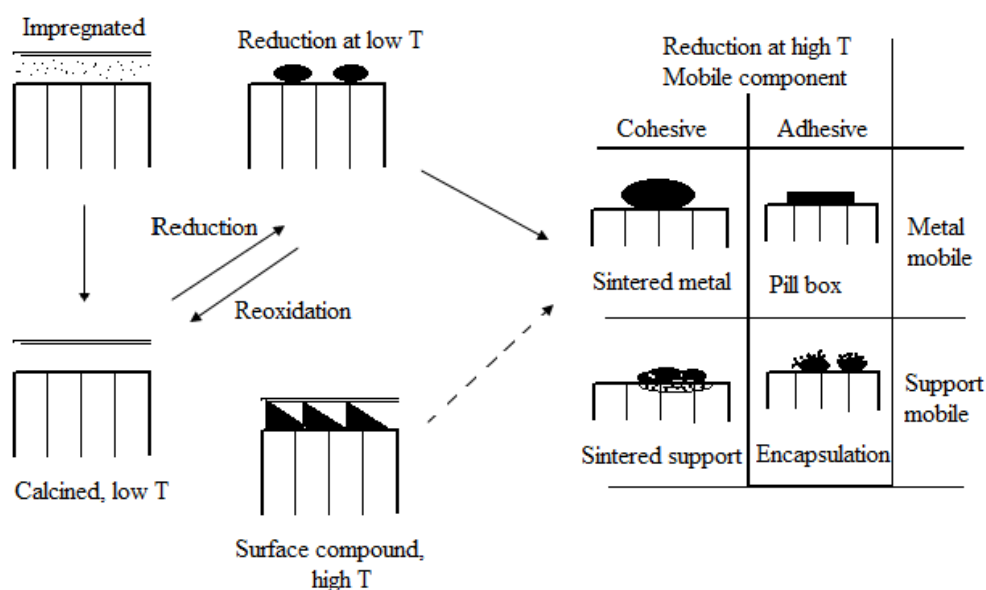 Impregnated
Reduction at low T
Reduction at high T
Mobile component
Cohesive
Adhesive
Reduction
Reoxidation
Sintered metal
Pill box
Metal
mobile
Calcined, low T
Surface compound,
high T
Sintered support
Encapsulation
Support
mobile